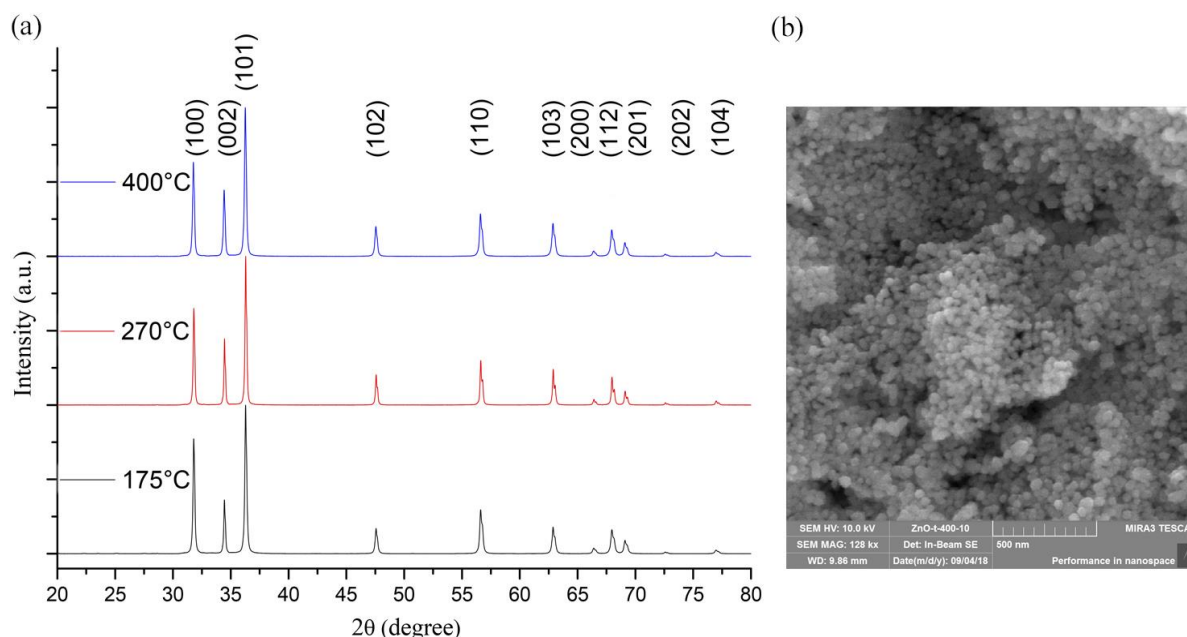 (a)
(100)
(002)
(101)
(102)
(110)
(103)
(200)
(112)
(201)
(202)
(104)
400°C
270°C
175°C
Intensity (a.u.)
20 25 30 35 40 45 50 55 60 65 70 75 80
2θ (degree)
(b)
SEM HV: 10.0 kV ZnO-t-400-10 MIRA3 TESCA
SEM MAG: 128 kx Det: In-Beam SE 500 nm
WD: 9.86 mm Date(m/d/y): 09/04/18 Performance in nanospace